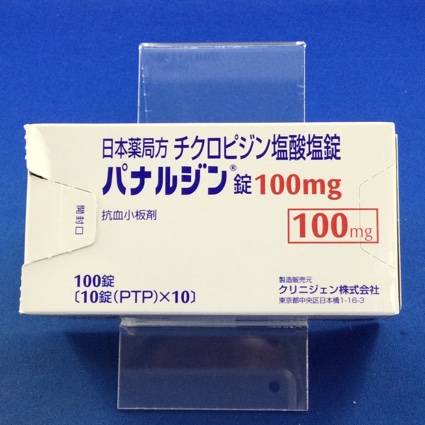 日本薬局方 チクロピジン塩酸塩錠
パナルジン®錠100mg
抗血小板剤
100mg
開封口
100錠
〔10錠(PTP)×10〕
製造販売元
クリニジェン株式会社
東京都中央区日本橋1-16-3